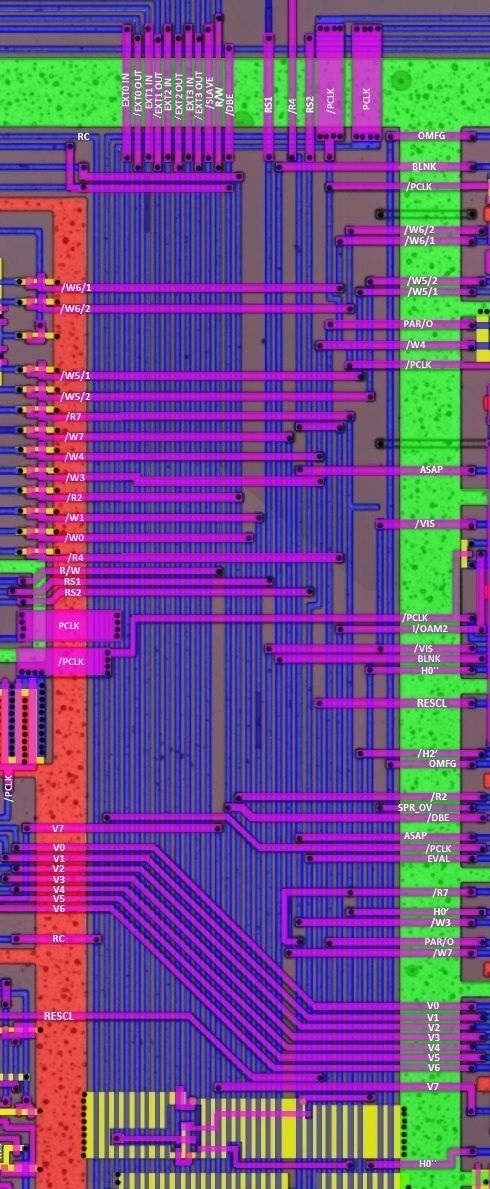 EXT0 IN
/EXT0 OUT
EXT1 IN
/EXT1 OUT
EXT2 IN
/EXT2 OUT
EXT3 IN
/EXT3 OUT
/SLAVE
R/W
/DBE
RS1
/R4
RS2
/PCLK
PCLK
RC
OMFG
BLNK
/PCLK
/W6/2
/W6/1
/W5/2
/W5/1
/W6/1
/W6/2
PAR/O
/W4
/PCLK
/W5/1
/W5/2
/R7
/W7
/W4
ASAP
/W3
/R2
/W1
/VIS
/W0
/R4
R/W
RS1
RS2
PCLK
/PCLK
I/OAM2
/VIS
/PCLK
BLNK
H0''
RESCL
/H2'
OMFG
/PCLK
/R2
SPR_OV
/DBE
V7
ASAP
V0
/PCLK
V1
EVAL
V2
V3
V4
/R7
V5
V6
H0'
/W3
RC
PAR/O
/W7
V0
RESCL
V1
V2
V3
V4
V5
V6
V7
H0''